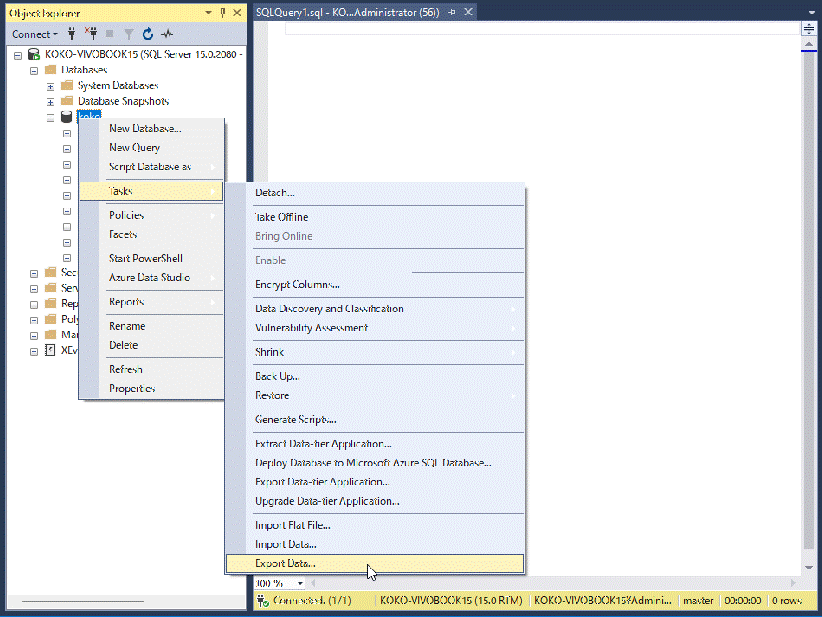 Object Explorer
Connect
KOKO-VIVOBOOK15 (SQL Server 15.0.2080 -
Databases
System Databases
Database Snapshots
koko
Sec
Serv
Rep
Poly
Mar
XEv
New Database...
New Query
Script Database as
Tasks
Policies
Facets
Start PowerShell
Azure Data Studio
Reports
Rename
Delete
Refresh
Properties
Detach...
Take Offline
Bring Online
Enable
Encrypt Columns...
Data Discovery and Classification
Vulnerability Assessment
Shrink
Back Up...
Restore
Generate Scripts...
Extract Data-tier Application...
Deploy Database to Microsoft Azure SQL Database...
Export Data-tier Application...
Upgrade Data-tier Application...
Import Flat File...
Import Data...
Export Data...
SQLQuery1.sql - KO...Administrator (56))
100 %
Connected. (1/1)
KOKO-VIVOBOOK15 (15.0 RTM)
KOKO-VIVOBOOK15¥Admini...
master
00:00:00
0 rows